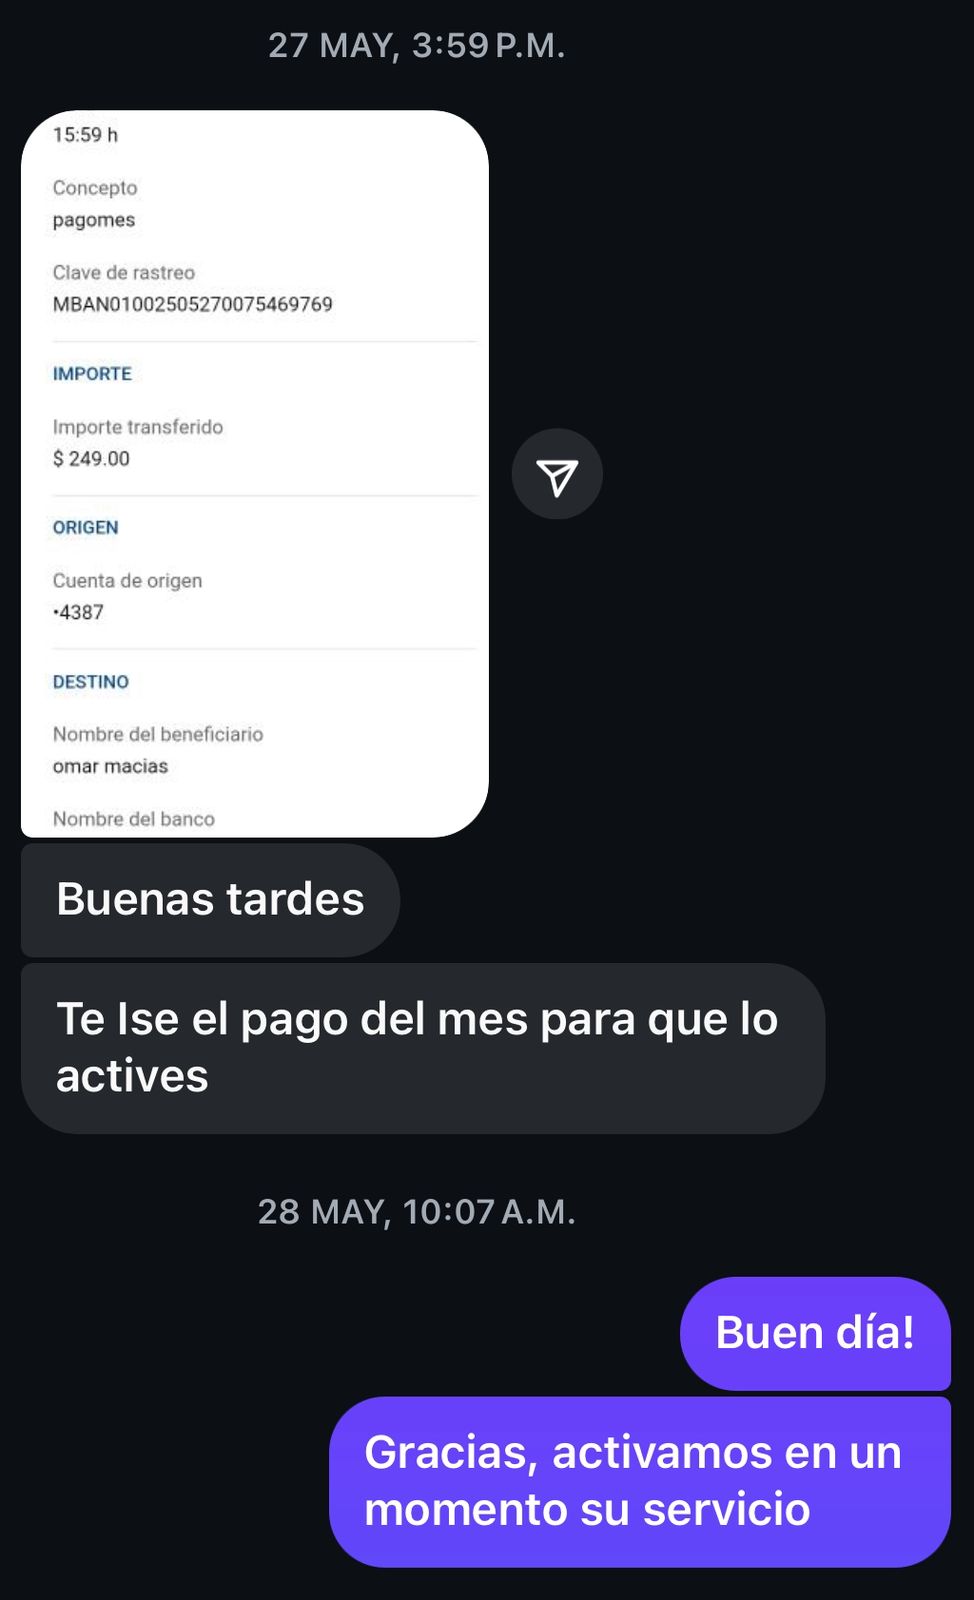 27 MAY, 3:59 P.M.
15:59 h
Concepto
pagomes
Clave de rastreo
MBAN01002505270075469769
IMPORTE
Importe transferido
$ 249.00
ORIGEN
Cuenta de origen
•4387
DESTINO
Nombre del beneficiario
omar macias
Nombre del banco
Buenas tardes
Te Ise el pago del mes para que lo
actives
28 MAY, 10:07 A.M.
Buen día!
Gracias, activamos en un
momento su servicio